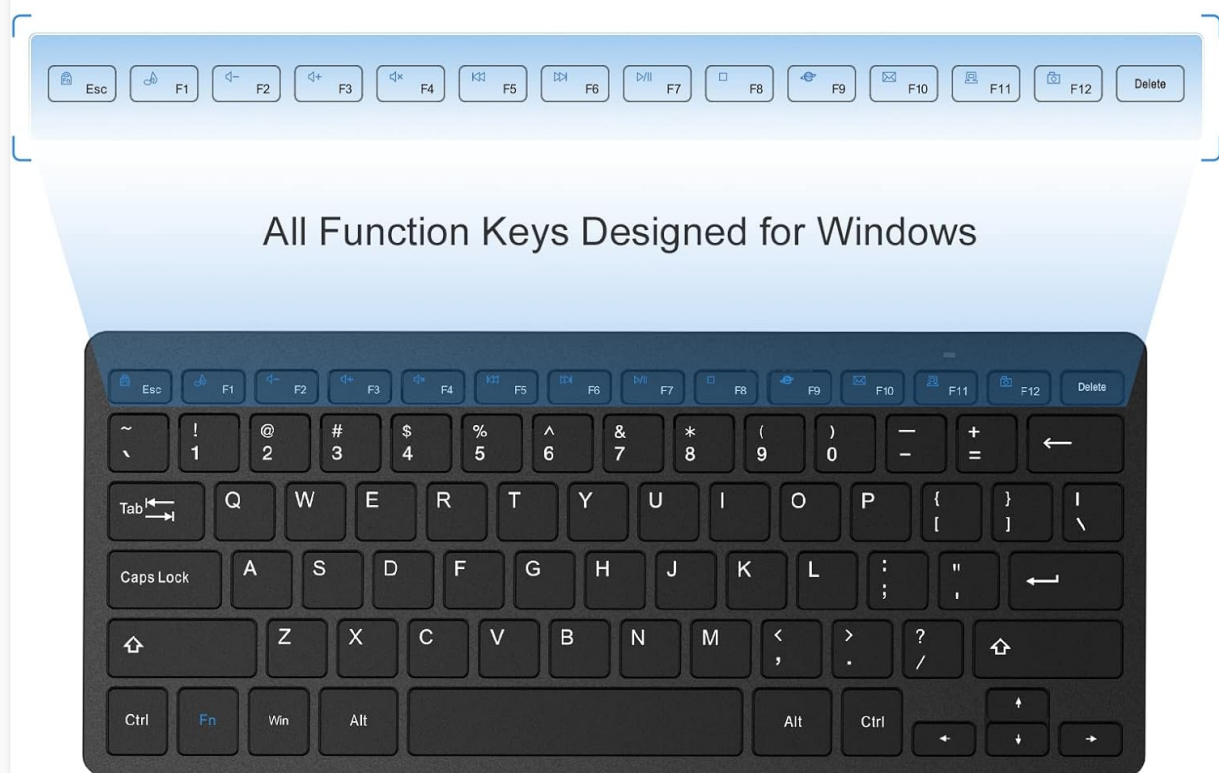 Fn Esc F1 F2 F3 F4 F5 F6 F7 F8 F9 F10 F11 F12 Delete
All Function Keys Designed for Windows
Esc F1 F2 F3 F4 F5 F6 F7 F8 F9 F10 F11 F12 Delete
~ ! @ # $ % ^ & * ( ) — +
` 1 2 3 4 5 6 7 8 9 0 - = ←
Tab Q W E R T Y U I O P { } |
[ ] \
Caps Lock A S D F G H J K L : "
; '
Z X C V B N M < > ?
, . /
Ctrl Fn Win Alt Alt Ctrl